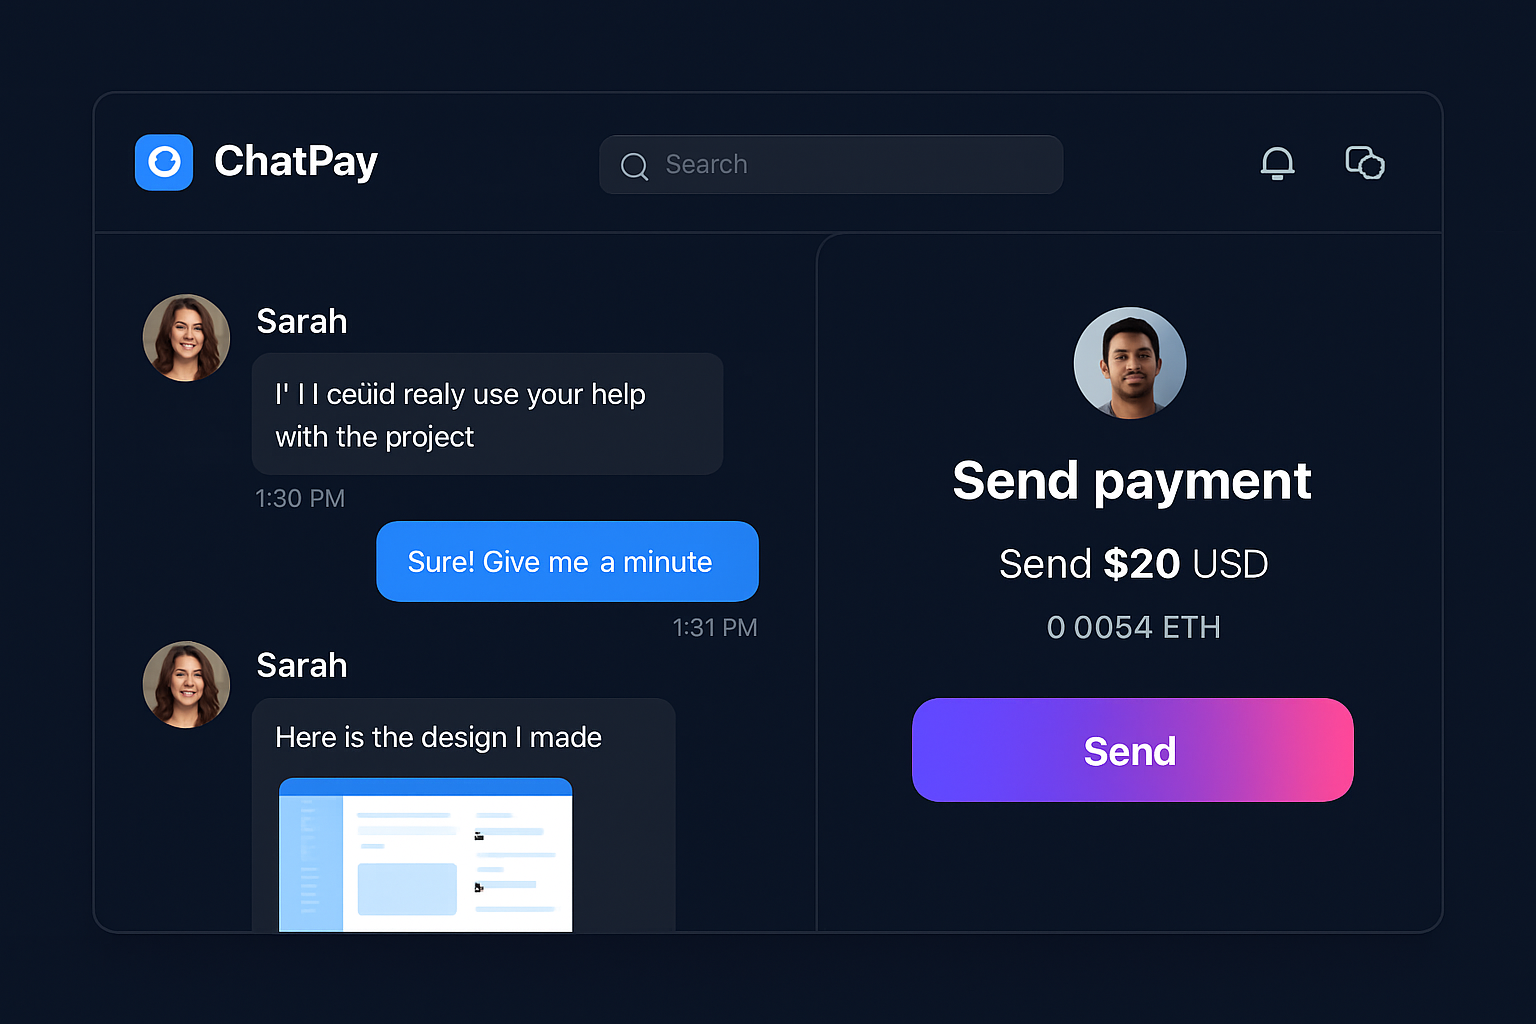 ChatPay
Search
Sarah
I' I I ceüid realy use your help
with the project
1:30 PM
Sure! Give me a minute
1:31 PM
Sarah
Here is the design I made
Send payment
Send $20 USD
0 0054 ETH
Send